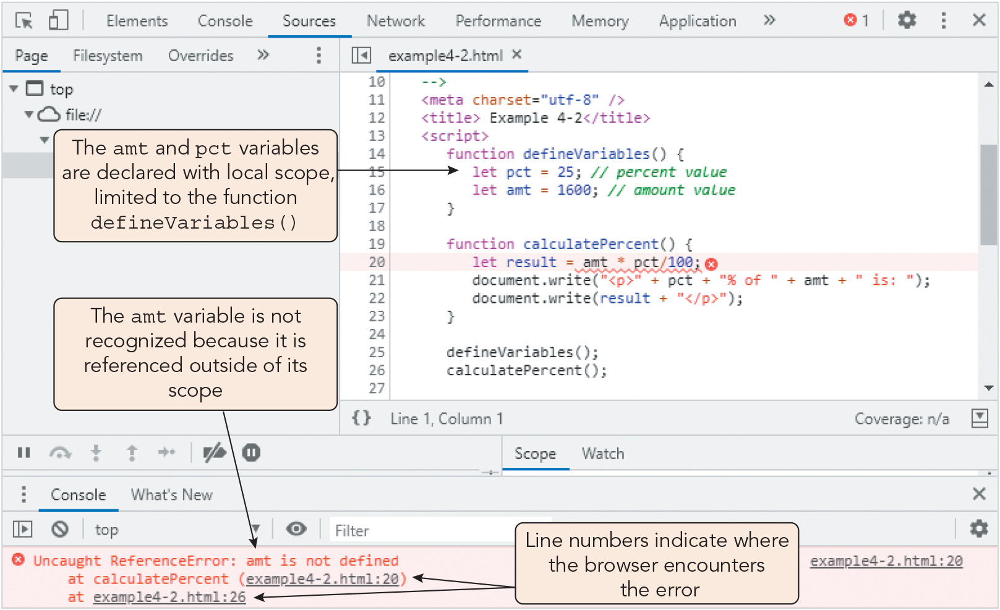 Elements Console Sources Network Performance Memory Application » 1
Page Filesystem Overrides »
example4-2.html ×
top
file://
The amt and pct variables
are declared with local scope,
limited to the function
defineVariables()
The amt variable is not
recognized because it is
referenced outside of its
scope
10 -->
11 <meta charset="utf-8" />
12 <title> Example 4-2</title>
13 <script>
14 function defineVariables() {
15 let pct = 25; // percent value
16 let amt = 1600; // amount value
17 }
18
19 function calculatePercent() {
20 let result = amt * pct/100;
21 document.write("<p>" + pct + "% of " + amt + " is: ");
22 document.write(result + "</p>");
23 }
24
25 defineVariables();
26 calculatePercent();
27
{} Line 1, Column 1 Coverage: n/a
Scope Watch
Console What's New
top Filter
Uncaught ReferenceError: amt is not defined example4-2.html:20
at calculatePercent (example4-2.html:20)
at example4-2.html:26
Line numbers indicate where
the browser encounters
the error